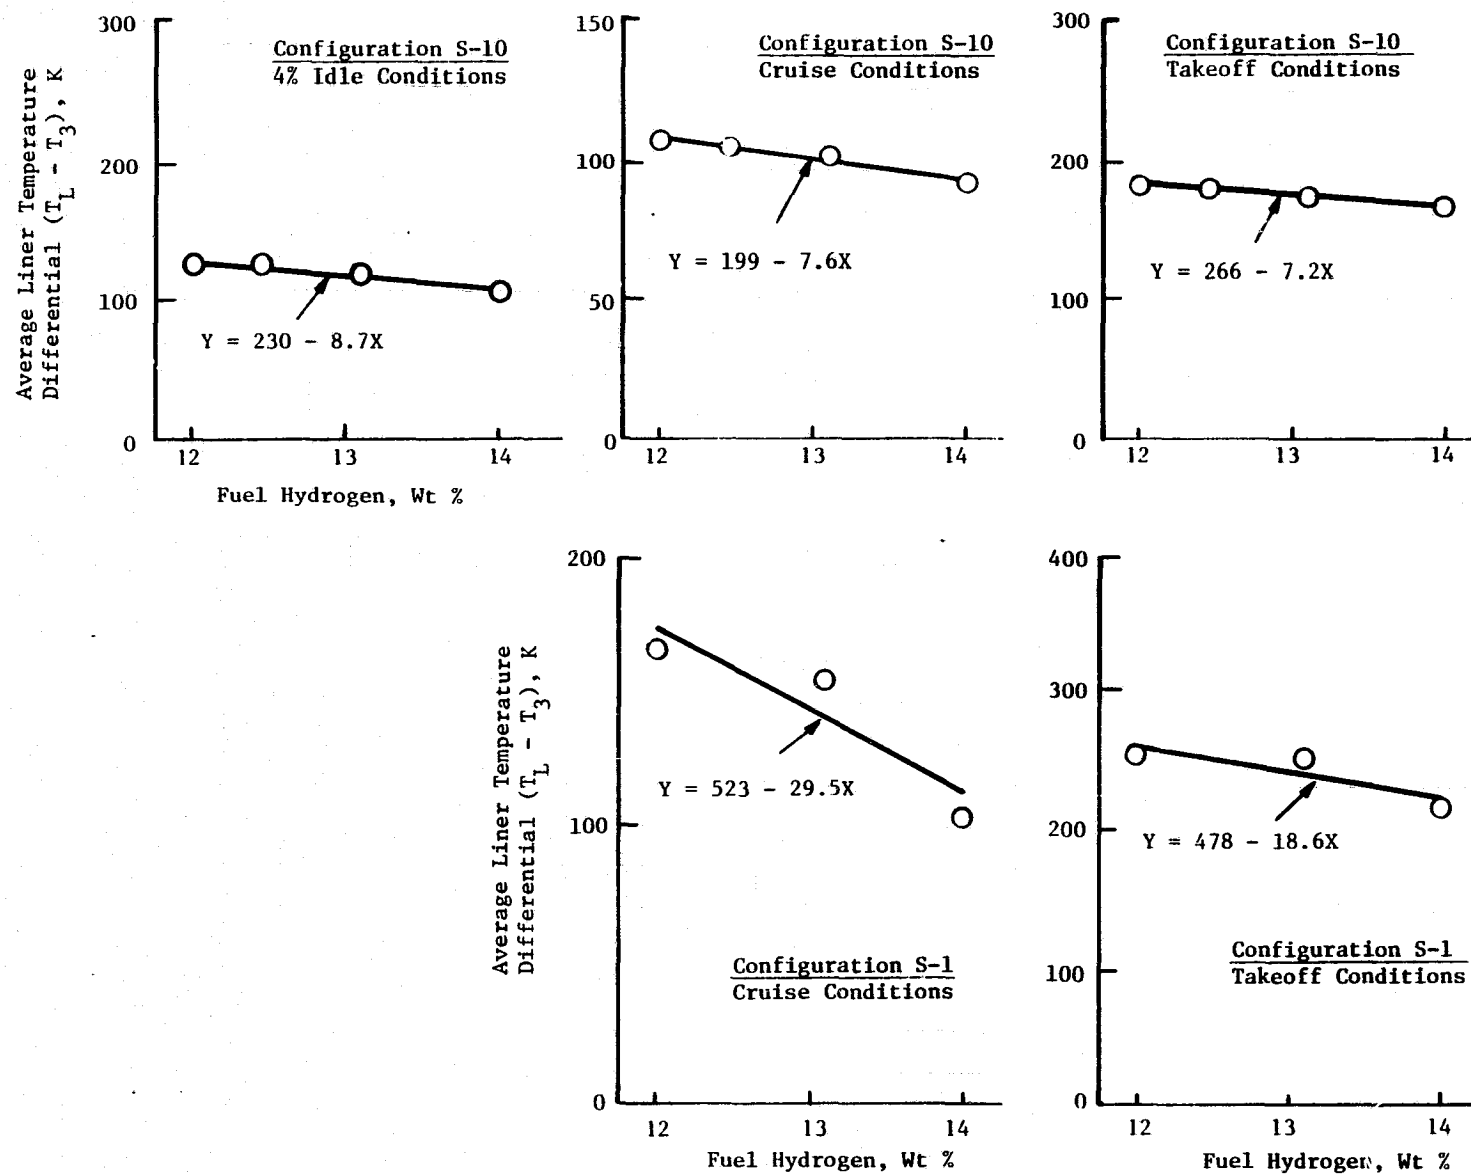 Configuration S-10
4% Idle Conditions
Average Liner Temperature
Differential (T_L - T_3), K
300
200
100
0
Y = 230 - 8.7X
12
13
14
Fuel Hydrogen, Wt %
Configuration S-10
Cruise Conditions
150
100
50
0
Y = 199 - 7.6X
12
13
14
Configuration S-10
Takeoff Conditions
300
200
100
0
Y = 266 - 7.2X
12
13
14
Average Liner Temperature
Differential (T_L - T_3), K
200
100
0
Y = 523 - 29.5X
Configuration S-1
Cruise Conditions
12
13
14
Fuel Hydrogen, Wt %
400
300
200
100
0
Y = 478 - 18.6X
Configuration S-1
Takeoff Conditions
12
13
14
Fuel Hydrogen, Wt %